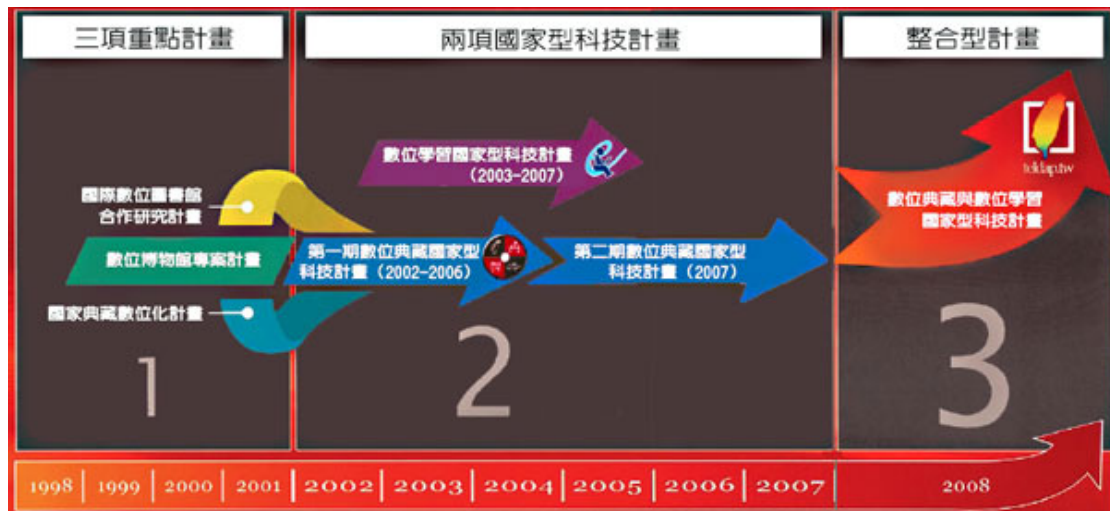 三項重點計畫
兩項國家型科技計畫
整合型計畫
國際數位圖書館
合作研究計畫
數位博物館專案計畫
國家典藏數位化計畫
1
數位學習國家型科技計畫
(2003-2007)
第一期數位典藏國家型
科技計畫（2002-2006）
第二期數位典藏國家型
科技計畫（2007）
2
teldap.tw
數位典藏與數位學習
國家型科技計畫
3
1998 1999 2000 2001 2002 2003 2004 2005 2006 2007 2008